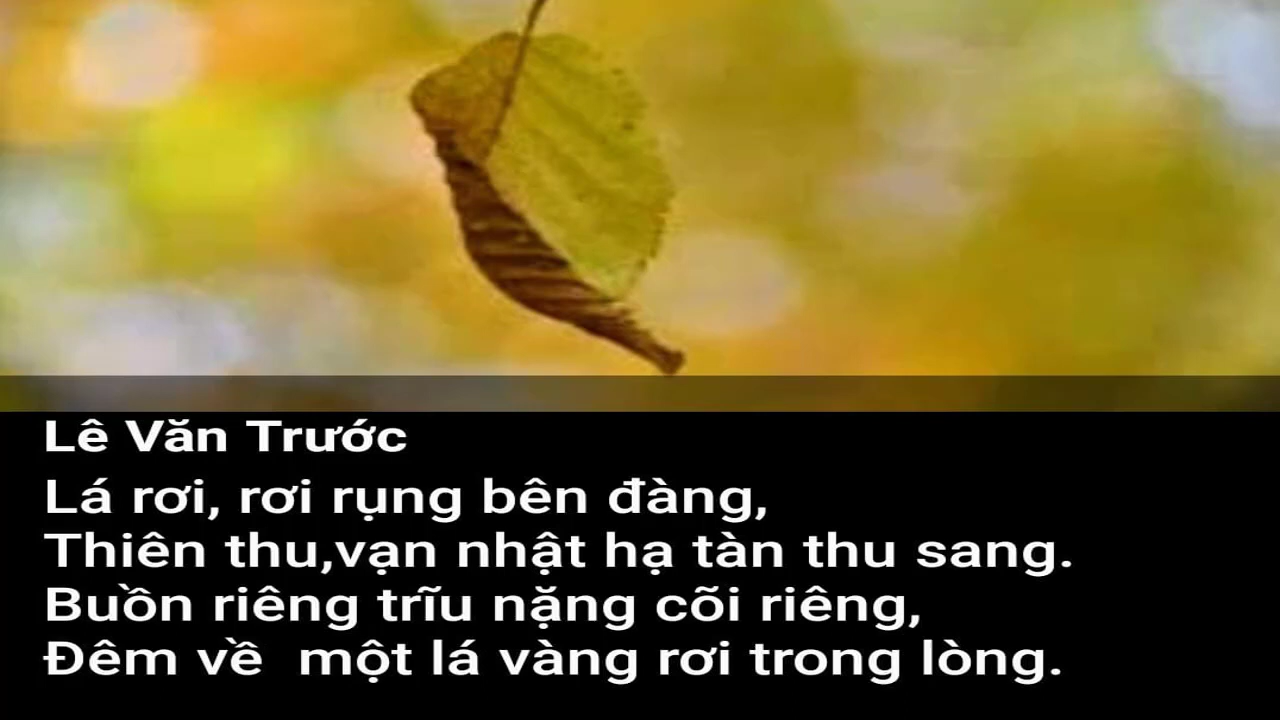 Lê Văn Trước
Lá rơi, rơi rụng bên đàng,
Thiên thu,vạn nhật hạ tàn thu sang.
Buồn riêng trĩu nặng cõi riêng,
Đêm về  một lá vàng rơi trong lòng.